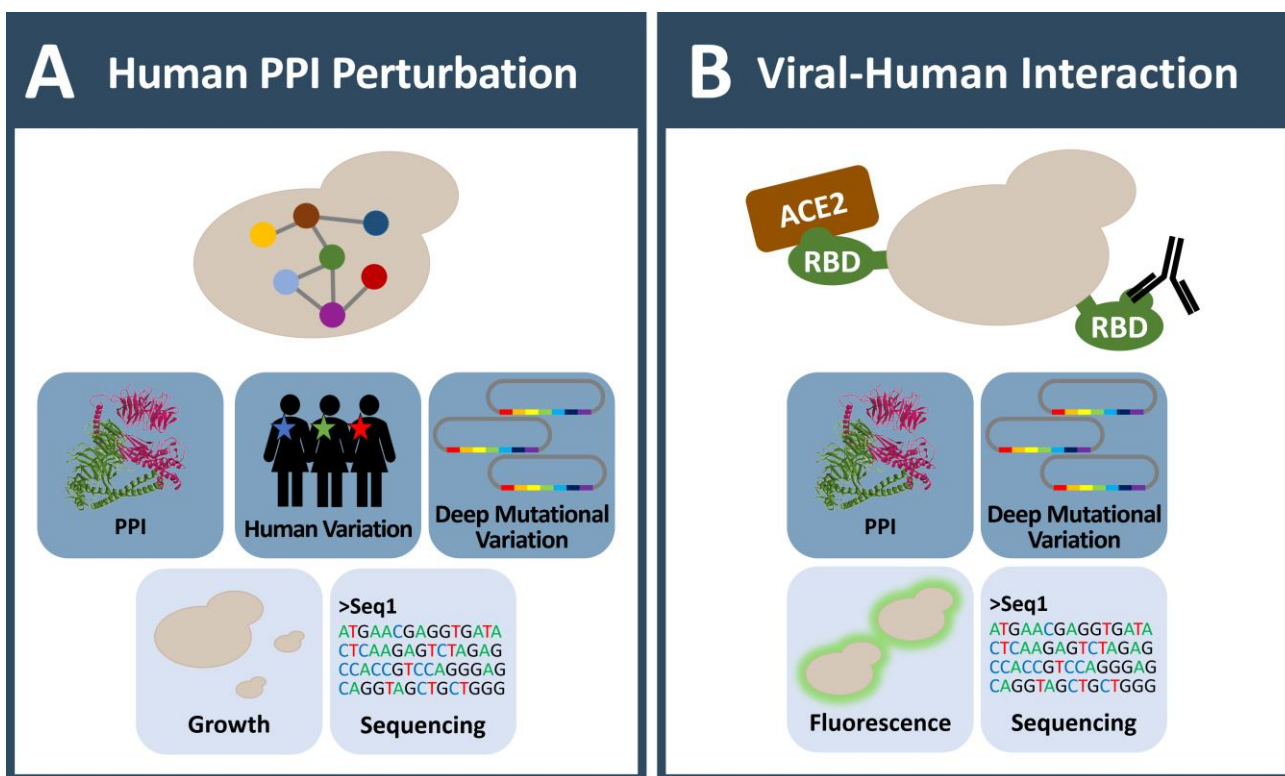 A Human PPI Perturbation
PPI
Human Variation
Deep Mutational
Variation
Growth
>Seq1
ATGAACGAGGTGATA
CTCAAGAGTCTAGAG
CCACCGTCCAGGGAG
CAGGTAGCTGCTGGG
Sequencing
B Viral-Human Interaction
ACE2
RBD
RBD
PPI
Deep Mutational
Variation
Fluorescence
>Seq1
ATGAACGAGGTGATA
CTCAAGAGTCTAGAG
CCACCGTCCAGGGAG
CAGGTAGCTGCTGGG
Sequencing